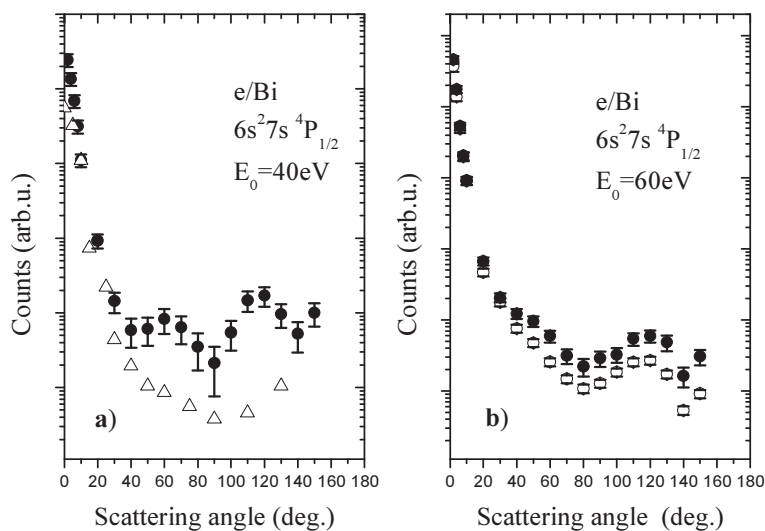 Counts (arb.u.)
e/Bi
6s²7s ⁴P₁/₂
E₀=40eV
a)
0 20 40 60 80 100 120 140 160 180
Scattering angle (deg.)
Counts (arb.u.)
e/Bi
6s²7s ⁴P₁/₂
E₀=60eV
b)
0 20 40 60 80 100 120 140 160 180
Scattering angle (deg.)